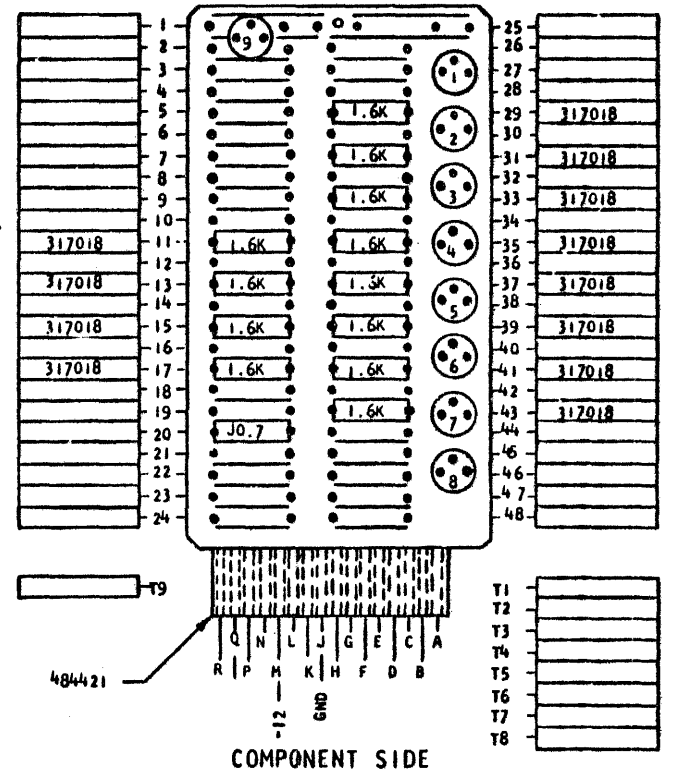 1 9 25
2 26
3 1 27
4 28
5 1.6K 29 317018
6 2 30
7 1.6K 31 317018
8 32
9 1.6K 3 33 317018
10 34
317018 11 1.6K 1.6K 4 35 317018
12 36
317018 13 1.6K 1.6K 37 317018
14 5 38
317018 15 1.6K 1.6K 39 317018
16 6 40
317018 17 1.6K 1.6K 41 317018
18 42
19 1.6K 7 43 317018
20 J0.7 44
21 45
22 8 46
23 47
24 48
T9
T1
T2
T3
T4
T5
T6
T7
T8
Q N L J G E C A
R P M K H F D B
484421
-12 GND
COMPONENT SIDE